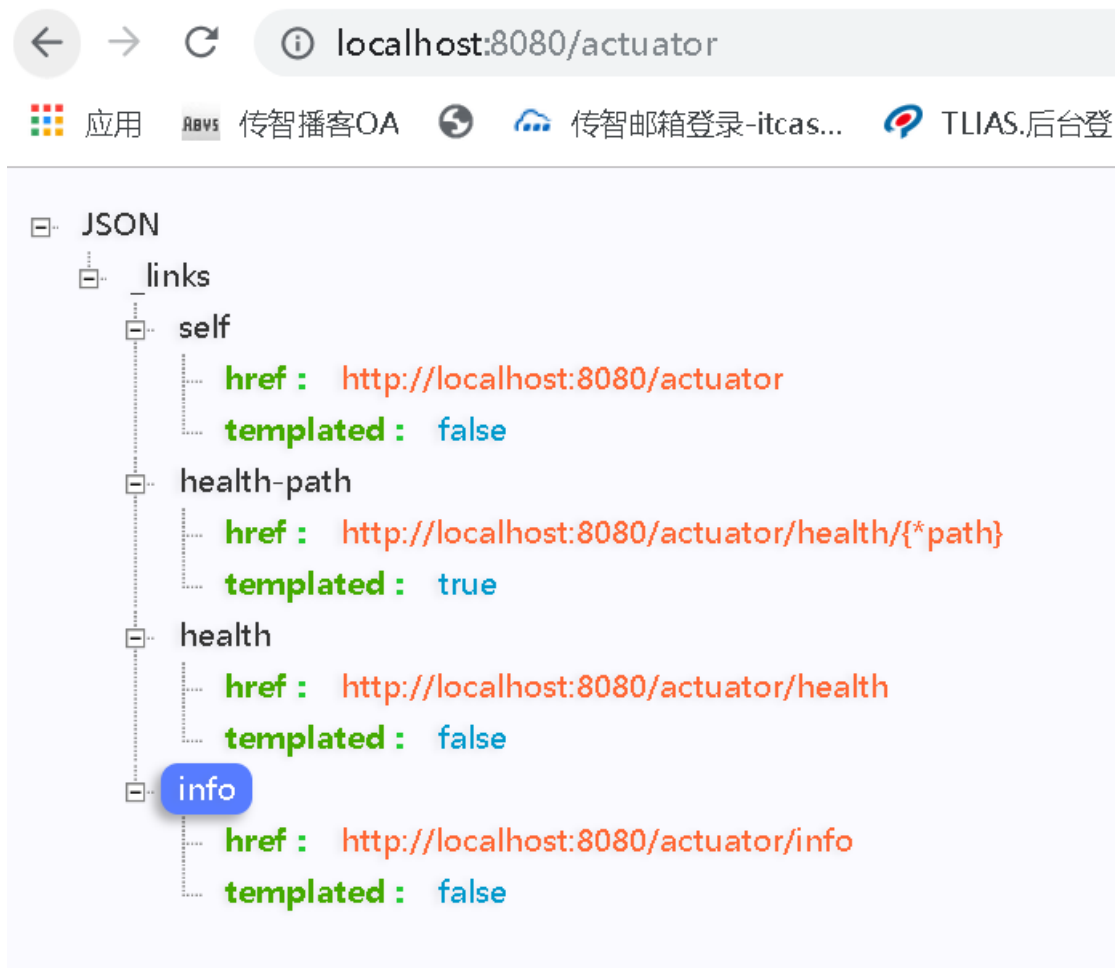 localhost:8080/actuator
应用 ABVS 传智播客OA 传智邮箱登录-itcas... TLIAS.后台登
JSON
_links
self
href : http://localhost:8080/actuator
templated : false
health-path
href : http://localhost:8080/actuator/health/{*path}
templated : true
health
href : http://localhost:8080/actuator/health
templated : false
info
href : http://localhost:8080/actuator/info
templated : false